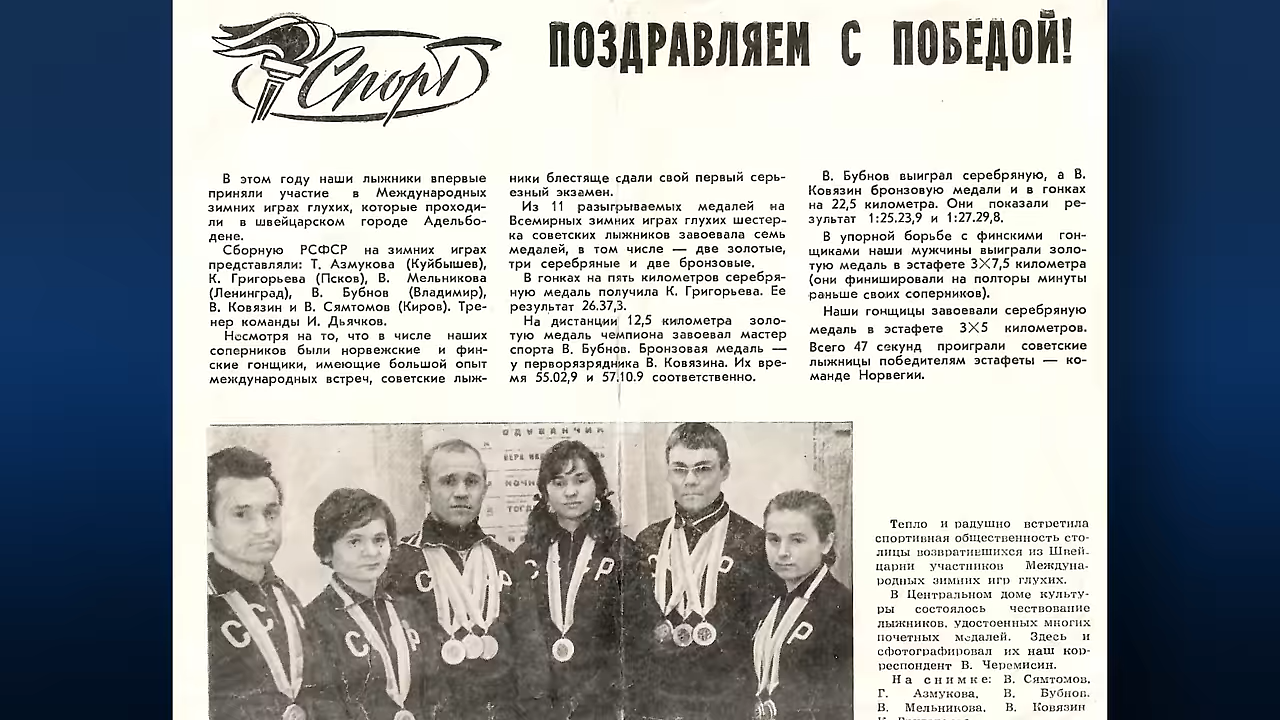 Спорт
ПОЗДРАВЛЯЕМ С ПОБЕДОЙ!
В этом году наши лыжники впервые
приняли участие в Международных
зимних играх глухих, которые проходи-
ли в швейцарском городе Адельбо-
дене.
Сборную РСФСР на зимних играх
представляли: Т. Азмукова (Куйбышев),
К. Григорьева (Псков), В. Мельникова
(Ленинград), В. Бубнов (Владимир),
В. Ковязин и В. Сямтомов (Киров). Тре-
нер команды И. Дьячков.
Несмотря на то, что в числе наших
соперников были норвежские и фин-
ские гонщики, имеющие большой опыт
международных встреч, советские лыж-
ники блестяще сдали свой первый серь-
езный экзамен.
Из 11 разыгрываемых медалей на
Всемирных зимних играх глухих шестер-
ка советских лыжников завоевала семь
медалей, в том числе — две золотые,
три серебряные и две бронзовые.
В гонках на пять километров серебря-
ную медаль получила К. Григорьева. Ее
результат 26.37,3.
На дистанции 12,5 километра золо-
тую медаль чемпиона завоевал мастер
спорта В. Бубнов. Бронзовая медаль —
у перворязрядника В. Ковязина. Их вре-
мя 55.02,9 и 57.10.9 соответственно.
В. Бубнов выиграл серебряную, а В.
Ковязин бронзовую медали и в гонках
на 22,5 километра. Они показали ре-
зультат 1:25.23,9 и 1:27.29,8.
В упорной борьбе с финскими гон-
щиками наши мужчины выиграли золо-
тую медаль в эстафете 3×7,5 километра
(они финишировали на полторы минуты
раньше своих соперников).
Наши гонщицы завоевали серебряную
медаль в эстафете 3×5 километров.
Всего 47 секунд проиграли советские
лыжницы победителям эстафеты — ко-
манде Норвегии.
ОДУВАНЧИК
ВЕРА
НОЧН
ТОГД
С С Р
С С Р
С Р
С Р
С Р
С Р
Тепло и радушно встретила
спортивная общественность сто-
лицы возвратившихся из Швей-
царии участников Междуна-
родных зимних игр глухих.
В Центральном доме культу-
ры состоялось чествование
лыжников, удостоенных многих
почетных медалей. Здесь и
сфотографировал их наш кор-
респондент В. Черемисин.
На снимке: В. Сямтомов,
Г. Азмукова, В. Бубнов,
В. Мельникова, В. Ковязин